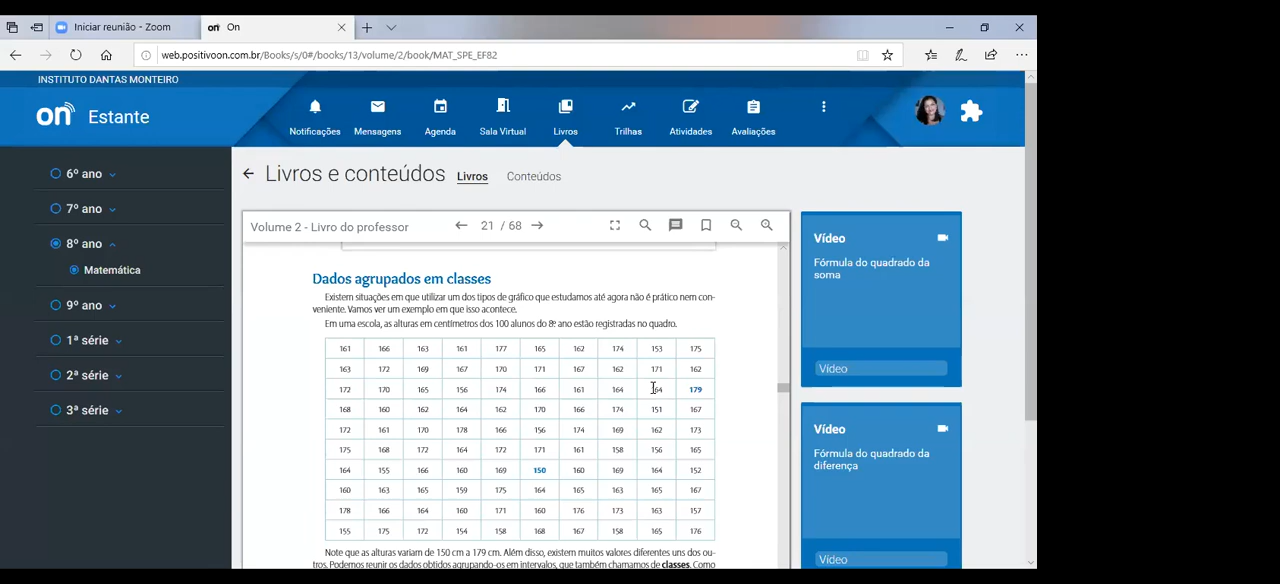 Iniciar reunião - Zoom
on
On
web.positivoon.com.br/Books/s/0#/books/13/volume/2/book/MAT_SPE_EF82
INSTITUTO DANTAS MONTEIRO
on Estante
Notificações Mensagens Agenda Sala Virtual Livros Trilhas Atividades Avaliações
6º ano
7º ano
8º ano
Matemática
9º ano
1ª série
2ª série
3ª série
Livros e conteúdos Livros Conteúdos
Volume 2 - Livro do professor 21 / 68
Dados agrupados em classes
Existem situações em que utilizar um dos tipos de gráfico que estudamos até agora não é prático nem con-
veniente. Vamos ver um exemplo em que isso acontece.
Em uma escola, as alturas em centímetros dos 100 alunos do 8º ano estão registradas no quadro.
161 166 163 161 177 165 162 174 153 175
163 172 169 167 170 171 167 162 171 162
172 170 165 156 174 166 161 164 179
168 160 162 164 162 170 166 174 151 167
172 161 170 178 166 156 174 169 162 173
175 168 172 164 172 171 161 158 156 165
164 155 166 160 169 150 160 169 164 152
160 163 165 159 175 164 165 163 165 167
178 166 164 160 171 160 176 173 163 157
155 175 172 154 158 168 167 158 165 176
Note que as alturas variam de 150 cm a 179 cm. Além disso, existem muitos valores diferentes uns dos ou-
tros. Podemos reunir os dados obtidos agrupando-os em intervalos, que também chamamos de classes. Como
Vídeo
Fórmula do quadrado da
soma
Vídeo
Vídeo
Fórmula do quadrado da
diferença
Vídeo